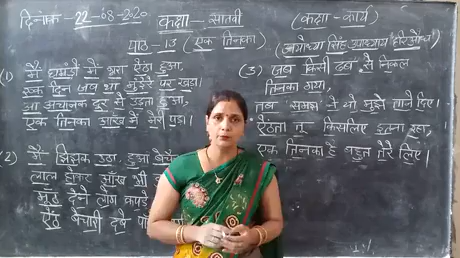 दिनांक - 22-08-2020 कक्षा - सातवीं (कक्षा - कार्य)
पाठ - 13 (एक तिनका) (अयोध्या सिंह उपाध्याय 'हरिऔध')
(1) मैं घमंडों में भरा ऐंठा हुआ,
एक दिन जब था मुंडेरे पर खड़ा।
आ अचानक दूर से उड़ता हुआ,
एक तिनका आँख में मेरी पड़ा।
(2) मैं झिझक उठा, हुआ बेचैन
लाल होकर आँख भी
मूँठ देने लोग कपड़े
ऐंठ बेचारी दबे
(3) जब किसी ढब से निकल
तिनका गया,
तब 'समझ' ने यों मुझे ताने दिए।
ऐंठता तू किसलिए इतना रहा,
एक तिनका है बहुत तेरे लिए।